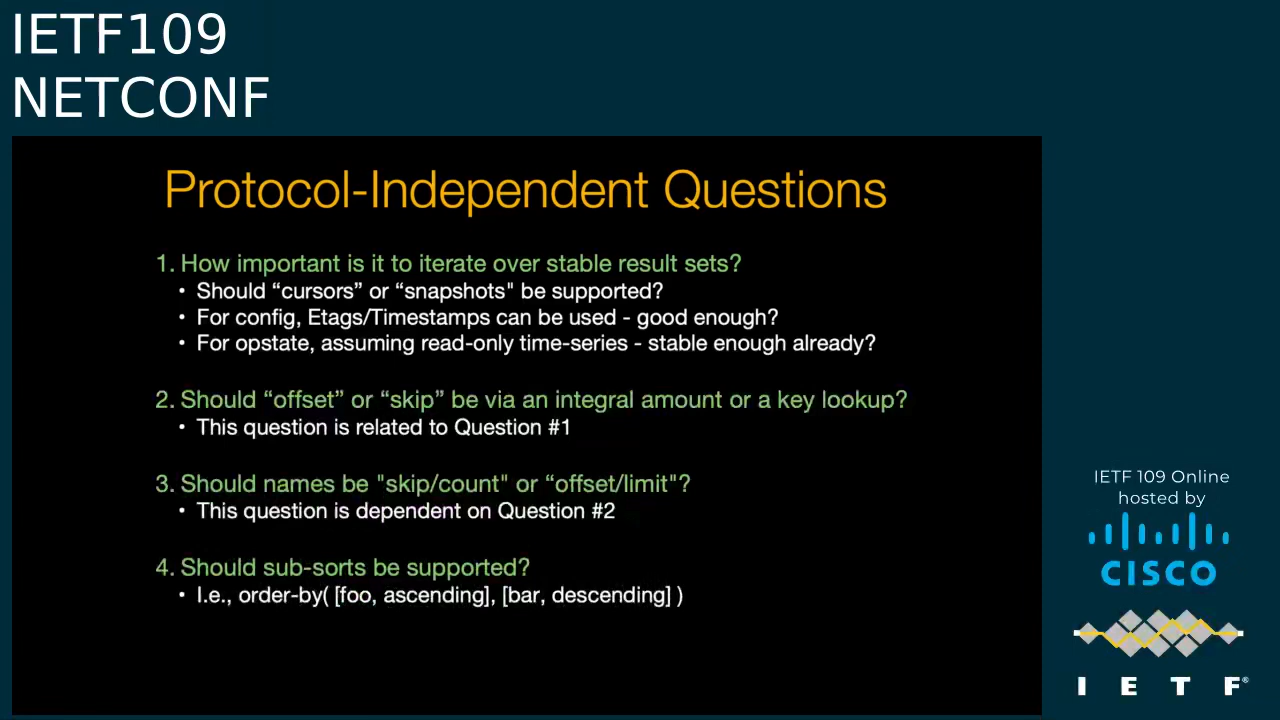 IETF109
NETCONF
Protocol-Independent Questions
1. How important is it to iterate over stable result sets?
• Should “cursors” or “snapshots" be supported?
• For config, Etags/Timestamps can be used - good enough?
• For opstate, assuming read-only time-series - stable enough already?
2. Should “offset” or “skip” be via an integral amount or a key lookup?
• This question is related to Question #1
3. Should names be "skip/count" or “offset/limit"?
• This question is dependent on Question #2
4. Should sub-sorts be supported?
• I.e., order-by( [foo, ascending], [bar, descending] )
IETF 109 Online
hosted by
CISCO
I E T F®